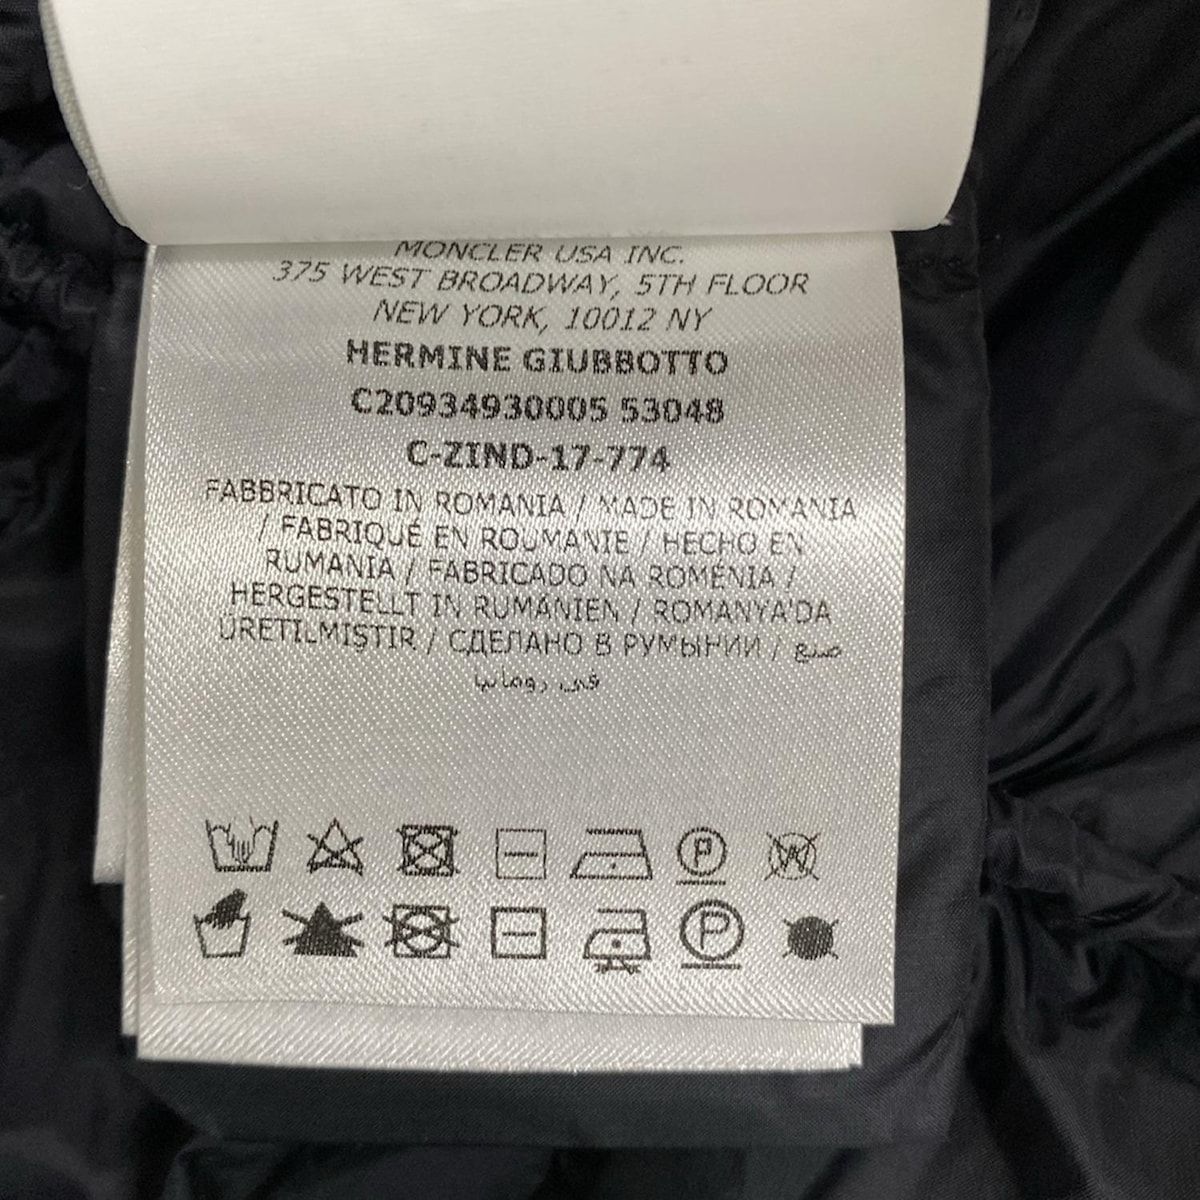 MONCLER USA INC.
375 WEST BROADWAY, 5TH FLOOR
NEW YORK, 10012 NY
HERMINE GIUBBOTTO
C20934930005 53048
C-ZIND-17-774
FABBRICATO IN ROMANIA / MADE IN ROMANIA
/ FABRIQUÉ EN ROUMANIE / HECHO EN
RUMANIA / FABRICADO NA ROMÉNIA /
HERGESTELLT IN RUMÄNIEN / ROMANYA'DA
ÜRETILMIŞTIR / СДЕЛАНО В РУМЫНИИ / صنع
في رومانيا
P W
P